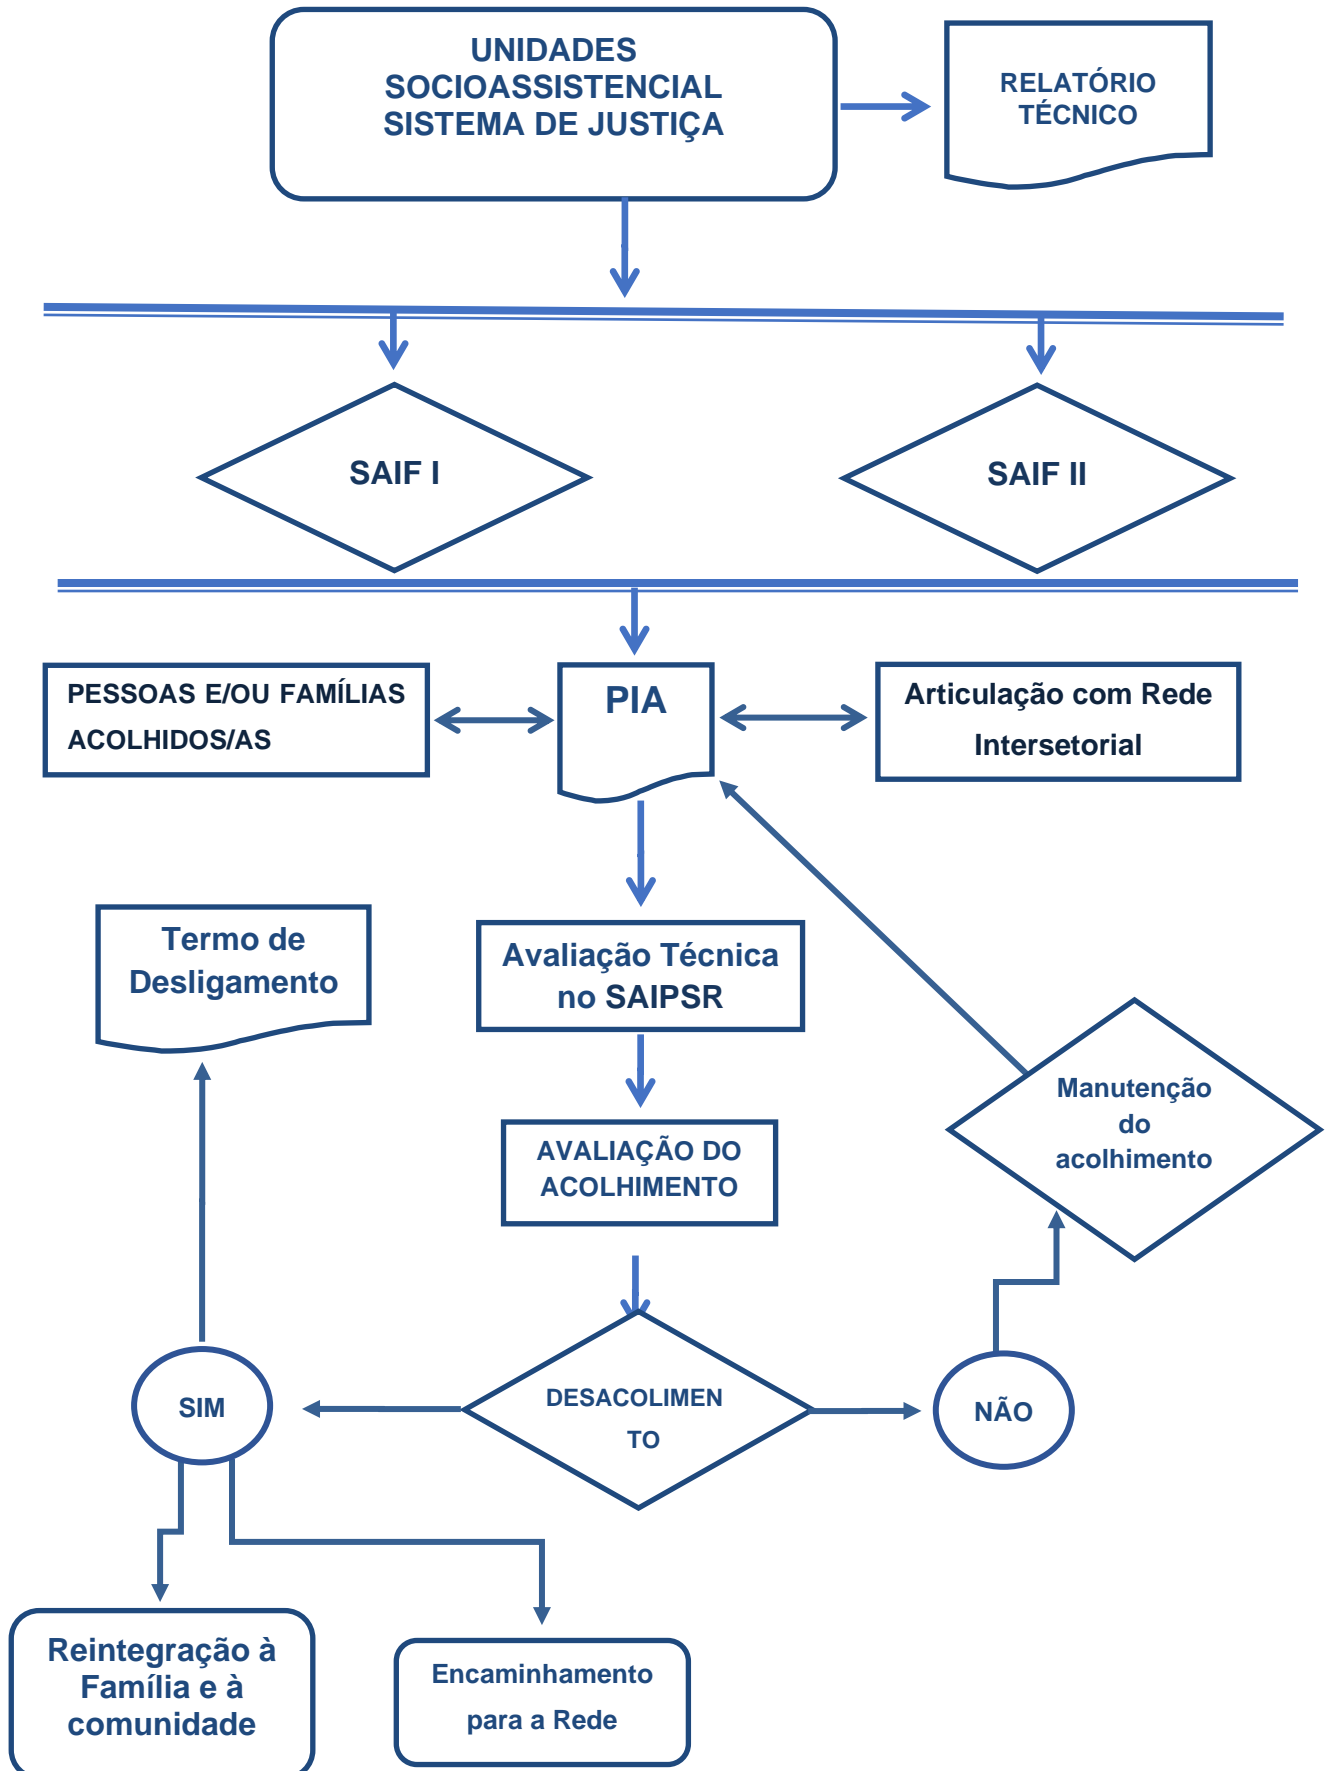 UNIDADES
SOCIOASSISTENCIAL
SISTEMA DE JUSTIÇA
RELATÓRIO
TÉCNICO
SAIF I
SAIF II
PESSOAS E/OU FAMÍLIAS
ACOLHIDOS/AS
PIA
Articulação com Rede
Intersetorial
Termo de
Desligamento
Avaliação Técnica
no SAIPSR
Manutenção
do
acolhimento
AVALIAÇÃO DO
ACOLHIMENTO
SIM
DESACOLIMEN
TO
NÃO
Reintegração à
Família e à
comunidade
Encaminhamento
para a Rede